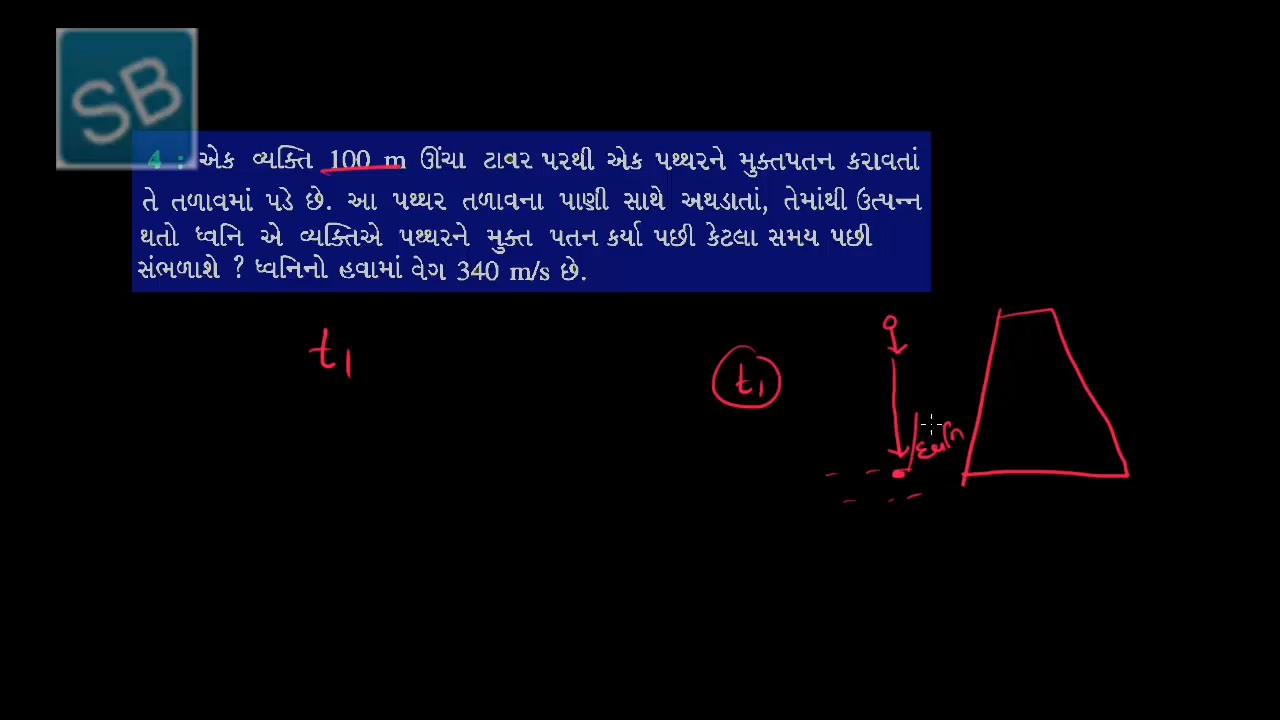 SB
4 : એક વ્યક્તિ 100 m ઊંચા ટાવર પરથી એક પથ્થરને મુક્તપતન કરાવતાં
તે તળાવમાં પડે છે. આ પથ્થર તળાવના પાણી સાથે અથડાતાં, તેમાંથી ઉત્પન્ન
થતો ધ્વનિ એ વ્યક્તિએ પથ્થરને મુક્ત પતન કર્યા પછી કેટલા સમય પછી
સંભળાશે ? ધ્વનિનો હવામાં વેગ 340 m/s છે.
t₁
t₁
ધ્વનિ